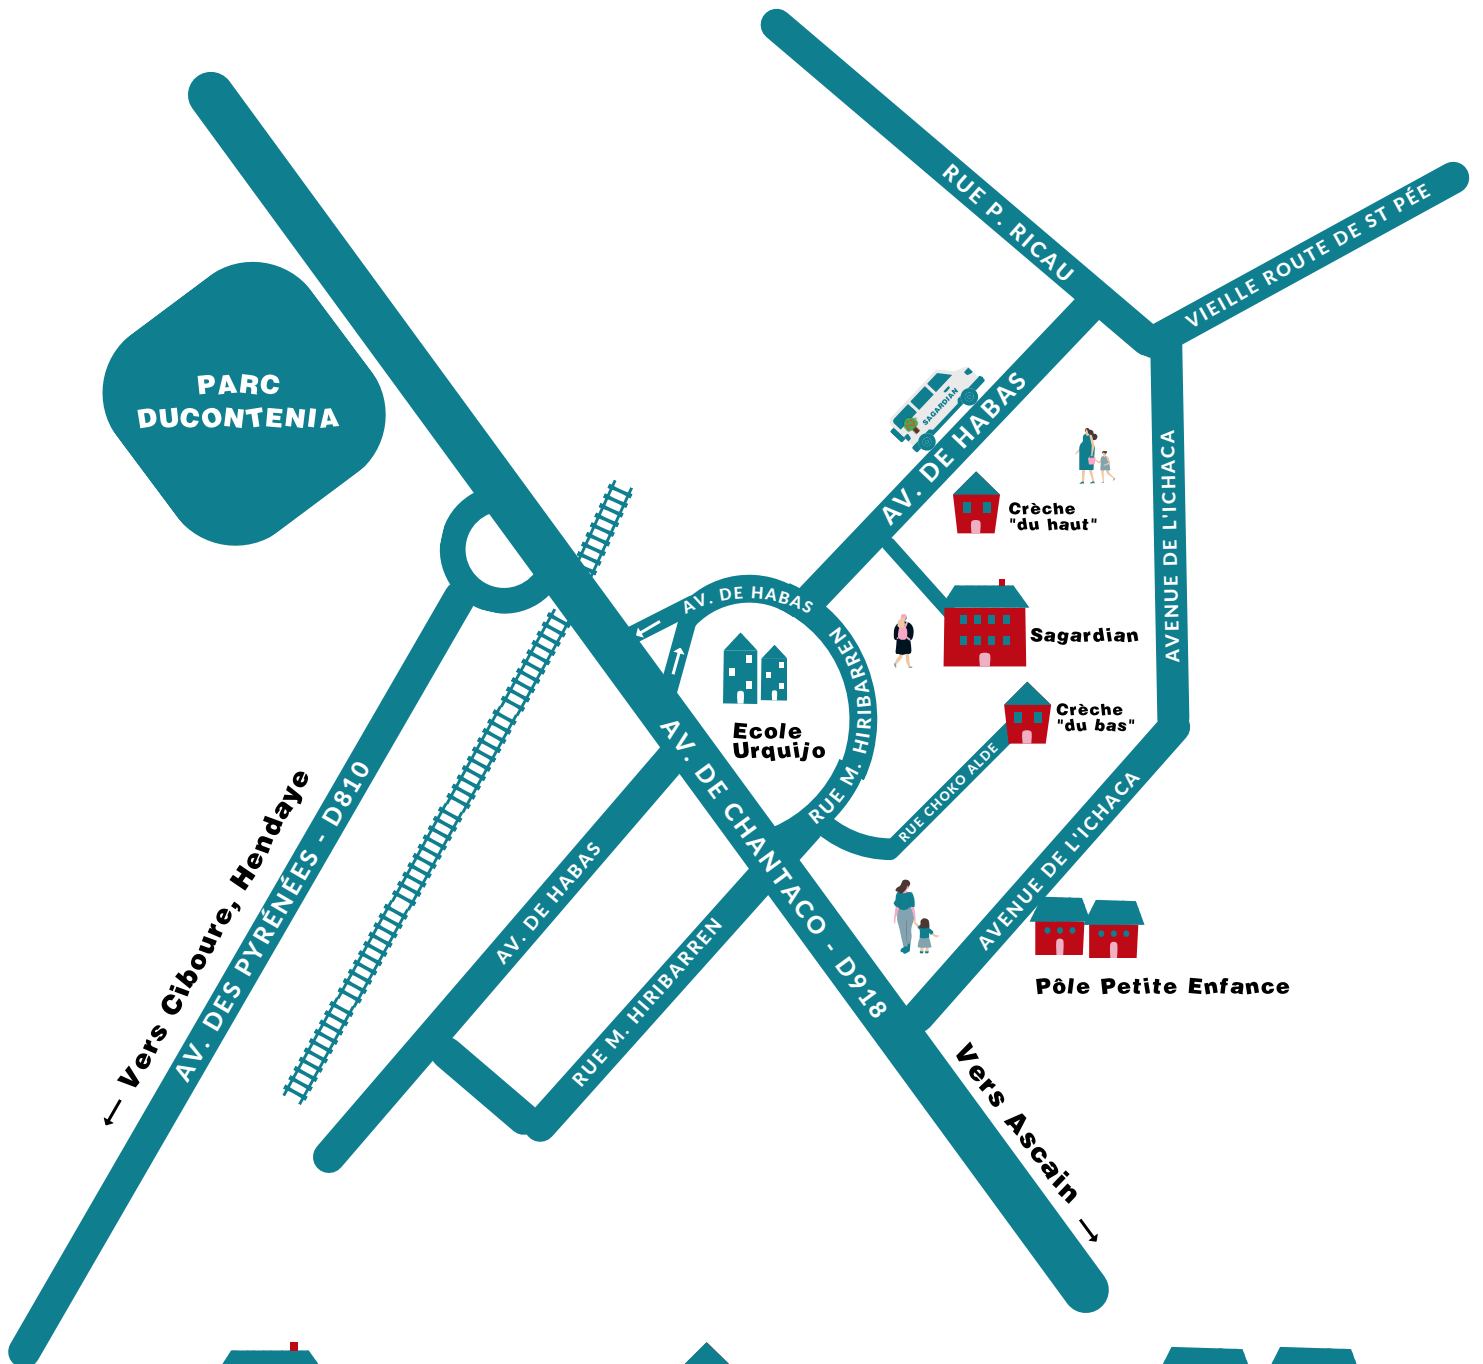 RUE P. RICAU
VIEILLE ROUTE DE ST PÉE
PARC
DUCONTENIA
SAGARDIAN
AV. DE HABAS
AVENUE DE L'ICHACA
Crèche
"du haut"
AV. DE HABAS
RUE M. HIRIBARREN
Sagardian
Ecole
Urquijo
Crèche
"du bas"
RUE CHOKO ALDE
AV. DE CHANTACO - D918
AVENUE DE L'ICHACA
AV. DES PYRÉNÉES - D810
← Vers Ciboure, Hendaye
AV. DE HABAS
RUE M. HIRIBARREN
Pôle Petite Enfance
Vers Ascain →